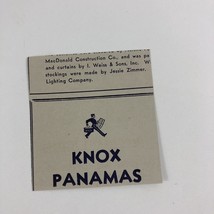 MacDonald Construction Co., and was pa
and curtains by I. Weiss & Sons, Inc. W
stockings were made by Jessie Zimmer.
Lighting Company.
KNOX
PANAMAS